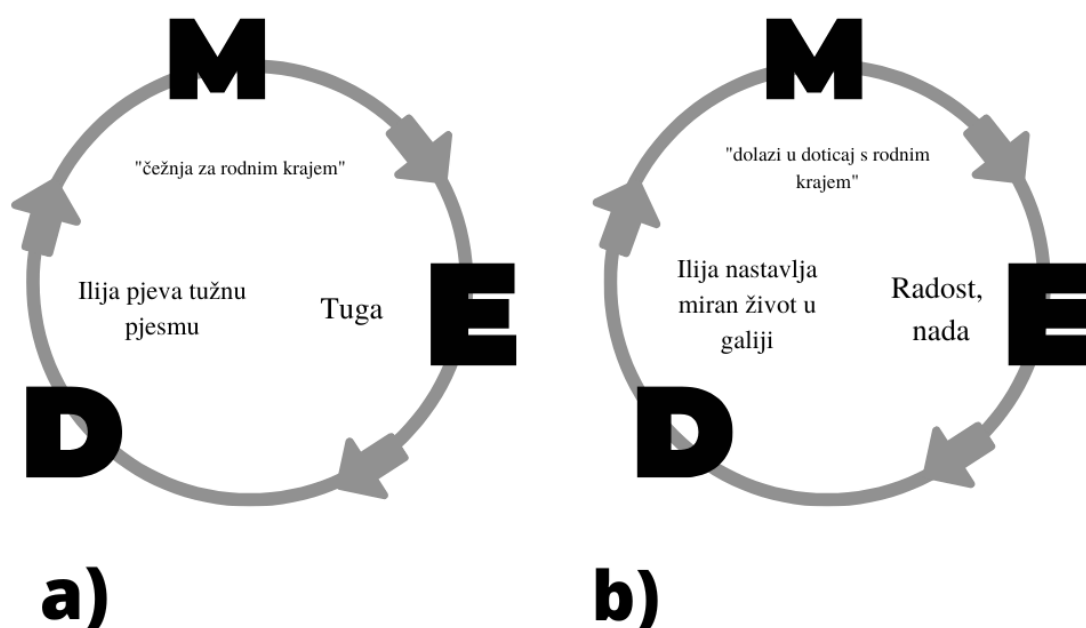 M
"čežnja za rodnim krajem"
Ilija pjeva tužnu
pjesmu
Tuga
E
D
a)
M
"dolazi u doticaj s rodnim
krajem"
Ilija nastavlja
miran život u
galiji
Radost,
nada
E
D
b)